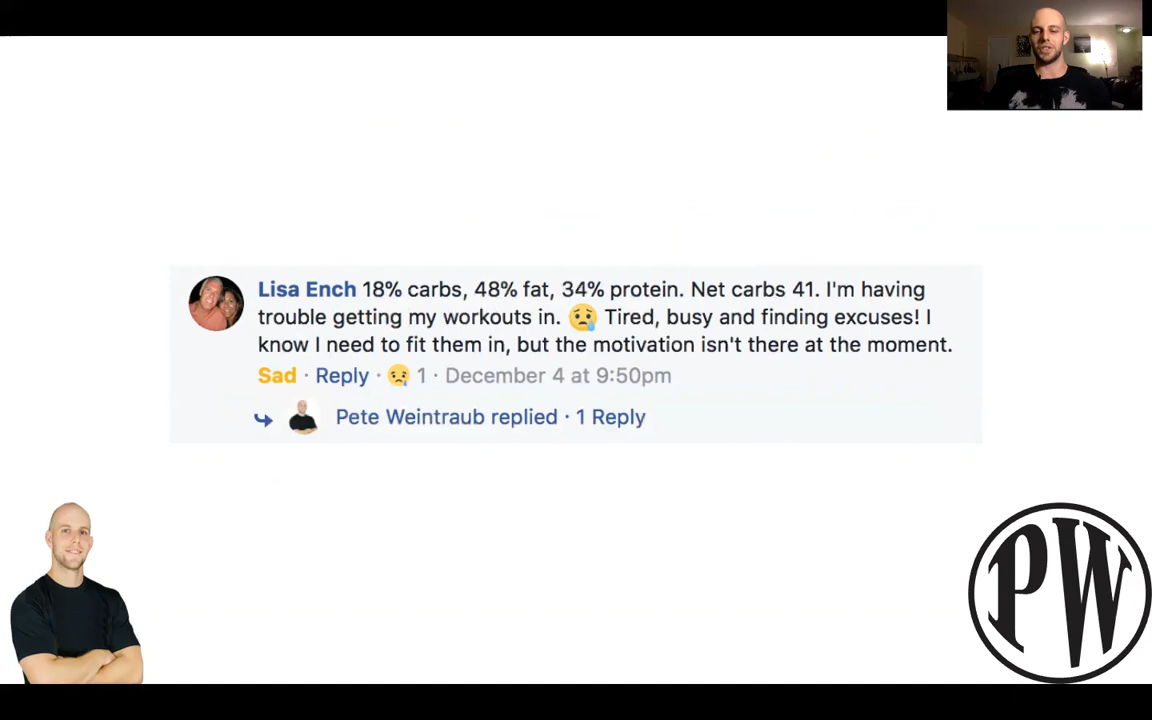 Lisa Ench 18% carbs, 48% fat, 34% protein. Net carbs 41. I'm having
trouble getting my workouts in. 😢 Tired, busy and finding excuses! I
know I need to fit them in, but the motivation isn't there at the moment.
Sad · Reply · 😢 1 · December 4 at 9:50pm
Pete Weintraub replied · 1 Reply
PW